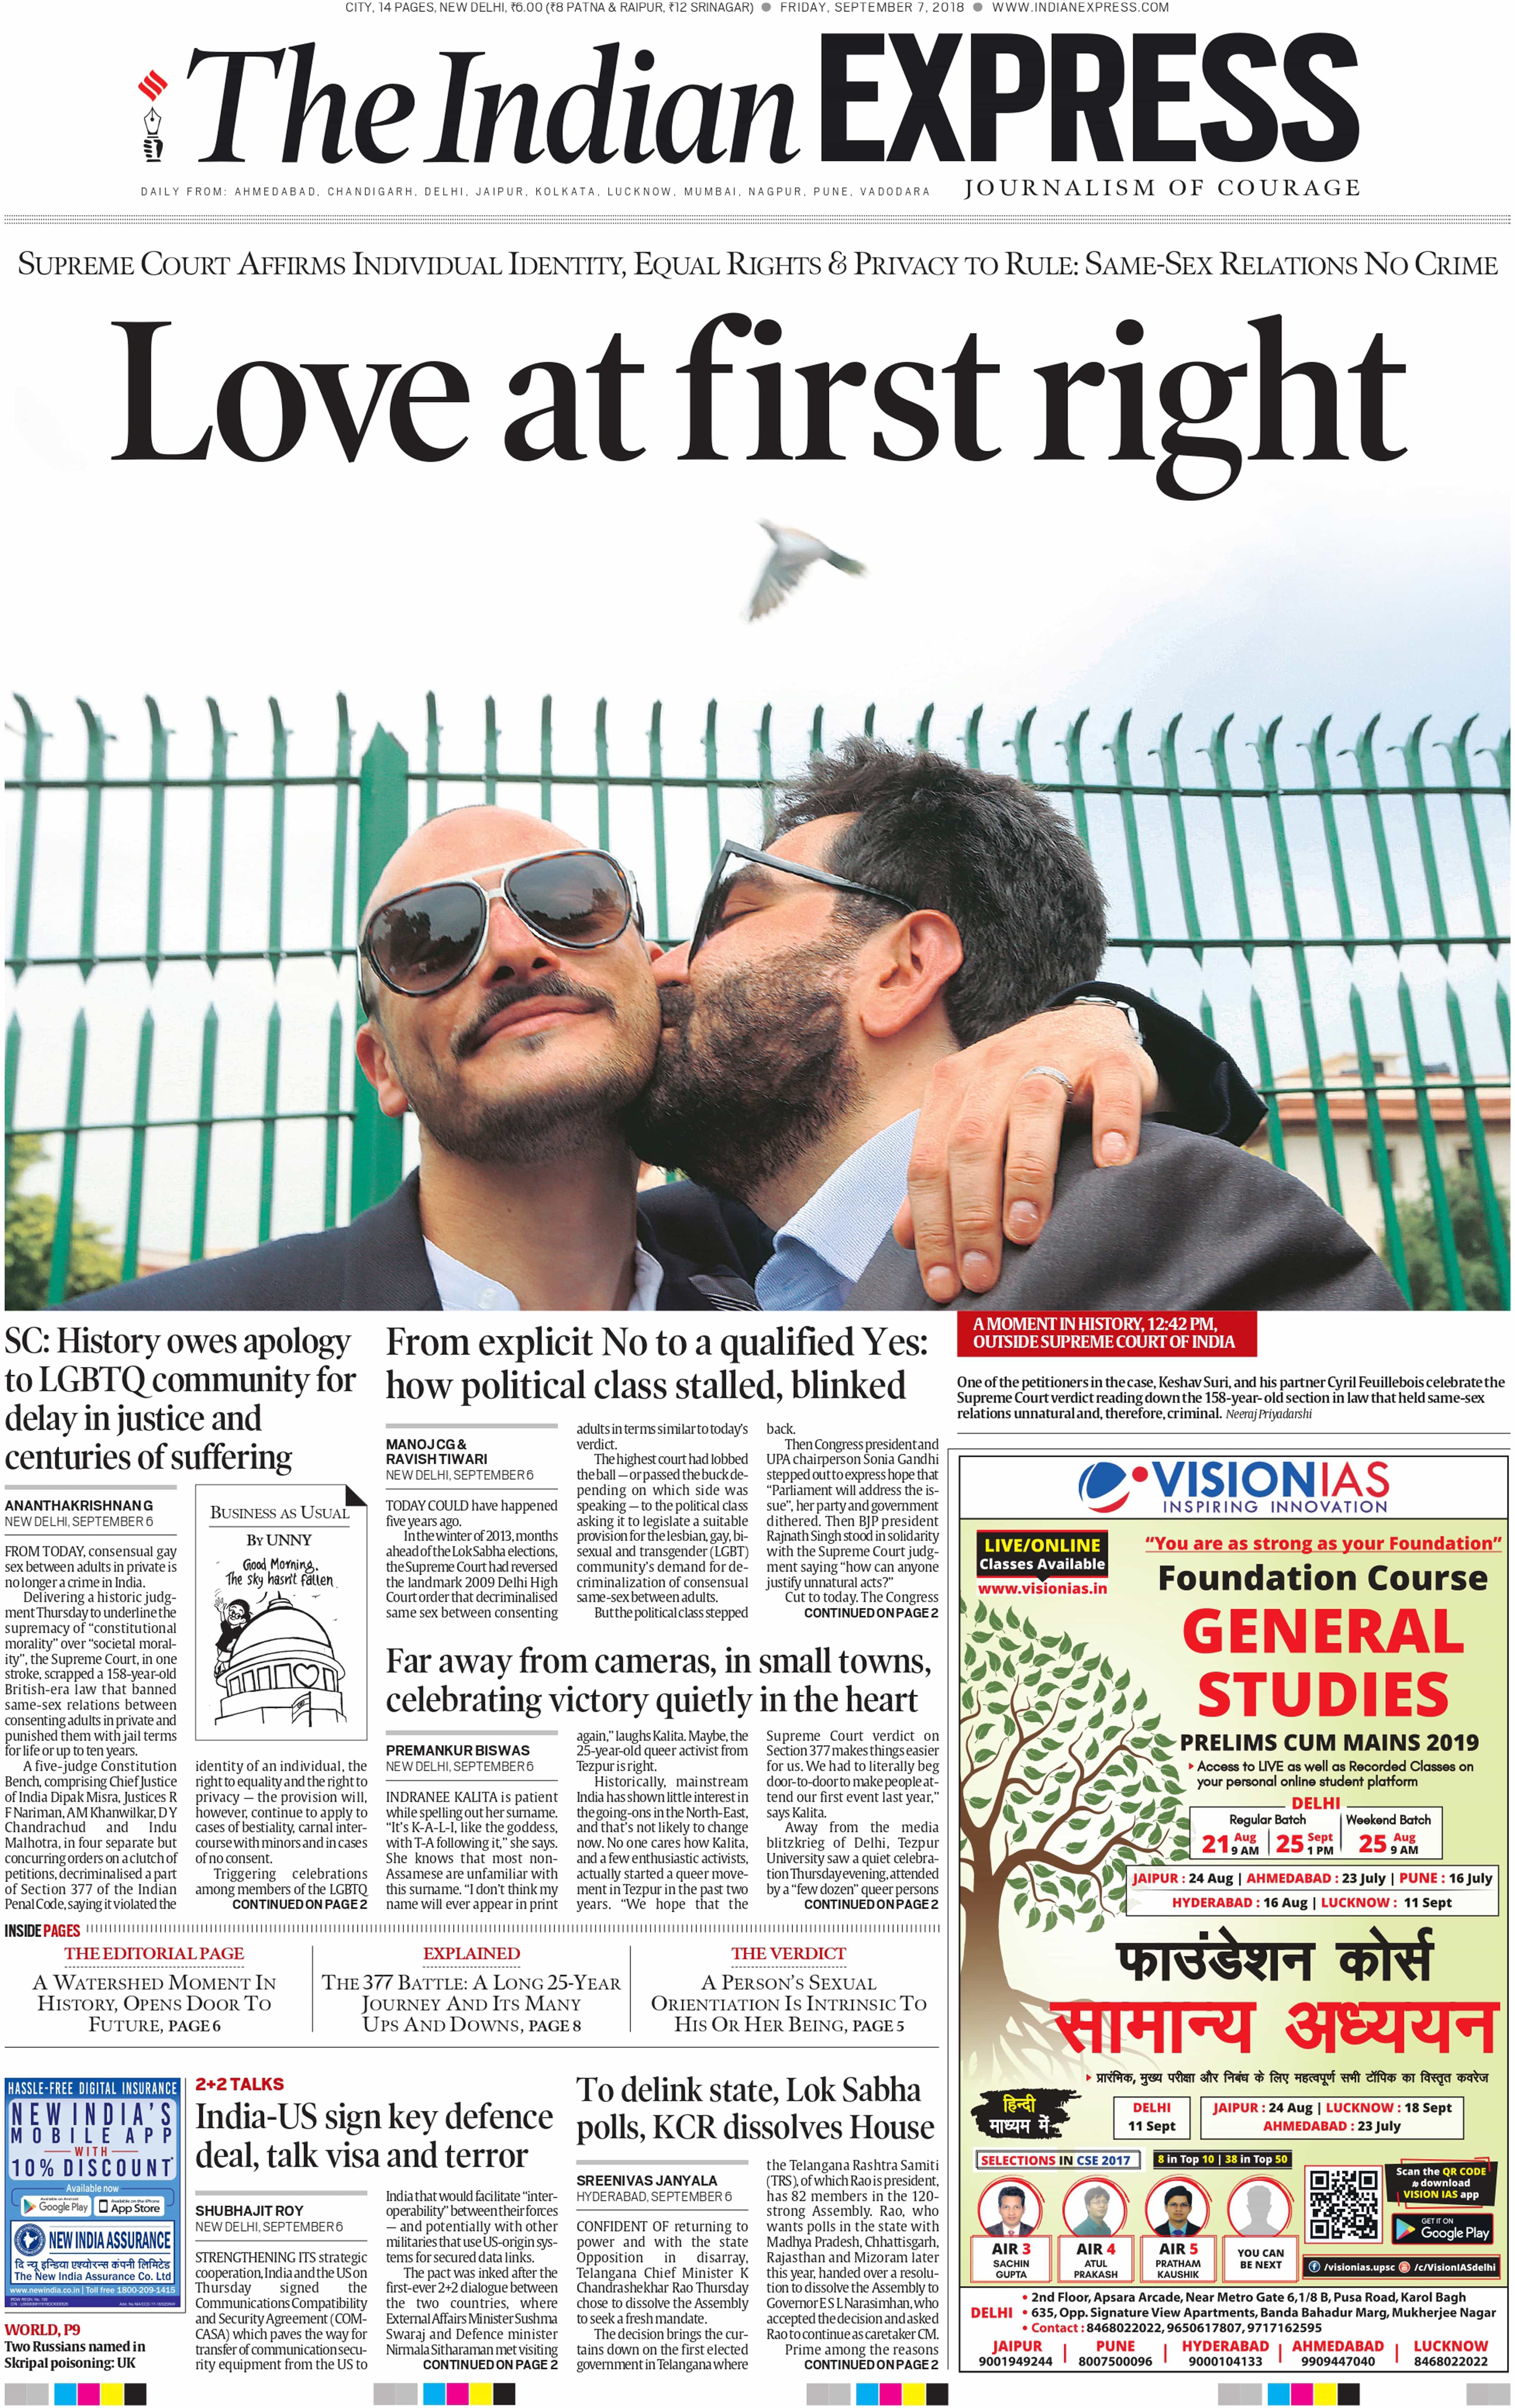 CITY, 14 PAGES, NEW DELHI, ₹6.00 (₹8 PATNA & RAIPUR, ₹12 SRINAGAR) ● FRIDAY, SEPTEMBER 7, 2018 ● WWW.INDIANEXPRESS.COM
The Indian EXPRESS
DAILY FROM: AHMEDABAD, CHANDIGARH, DELHI, JAIPUR, KOLKATA, LUCKNOW, MUMBAI, NAGPUR, PUNE, VADODARA
JOURNALISM OF COURAGE
SUPREME COURT AFFIRMS INDIVIDUAL IDENTITY, EQUAL RIGHTS & PRIVACY TO RULE: SAME-SEX RELATIONS NO CRIME
Love at first right
A MOMENT IN HISTORY, 12:42 PM,
OUTSIDE SUPREME COURT OF INDIA
One of the petitioners in the case, Keshav Suri, and his partner Cyril Feuillebois celebrate the
Supreme Court verdict reading down the 158-year- old section in law that held same-sex
relations unnatural and, therefore, criminal. Neeraj Priyadarshi
SC: History owes apology
to LGBTQ community for
delay in justice and
centuries of suffering
ANANTHAKRISHNAN G
NEW DELHI, SEPTEMBER 6
FROM TODAY, consensual gay
sex between adults in private is
no longer a crime in India.
Delivering a historic judg-
ment Thursday to underline the
supremacy of "constitutional
morality" over "societal moral-
ity", the Supreme Court, in one
stroke, scrapped a 158-year-old
British-era law that banned
same-sex relations between
consenting adults in private and
punished them with jail terms
for life or up to ten years.
A five-judge Constitution
Bench, comprising Chief Justice
of India Dipak Misra, Justices R
F Nariman, AM Khanwilkar, D Y
Chandrachud and Indu
Malhotra, in four separate but
concurring orders on a clutch of
petitions, decriminalised a part
of Section 377 of the Indian
Penal Code, saying it violated the
BUSINESS AS USUAL
BY UNNY
Good Morning,
The sky hasn't fallen
identity of an individual, the
right to equality and the right to
privacy — the provision will,
however, continue to apply to
cases of bestiality, carnal inter-
course with minors and in cases
of no consent.
Triggering celebrations
among members of the LGBTQ
CONTINUED ON PAGE 2
From explicit No to a qualified Yes:
how political class stalled, blinked
MANOJ CG &
RAVISH TIWARI
NEW DELHI, SEPTEMBER 6
TODAY COULD have happened
five years ago.
In the winter of 2013, months
ahead of the Lok Sabha elections,
the Supreme Court had reversed
the landmark 2009 Delhi High
Court order that decriminalised
same sex between consenting
adults in terms similar to today's
verdict.
The highest court had lobbed
the ball — or passed the buck de-
pending on which side was
speaking — to the political class
asking it to legislate a suitable
provision for the lesbian, gay, bi-
sexual and transgender (LGBT)
community's demand for de-
criminalization of consensual
same-sex between adults.
But the political class stepped
back.
Then Congress president and
UPA chairperson Sonia Gandhi
stepped out to express hope that
"Parliament will address the is-
sue", her party and government
dithered. Then BJP president
Rajnath Singh stood in solidarity
with the Supreme Court judg-
ment saying "how can anyone
justify unnatural acts?"
Cut to today. The Congress
CONTINUED ON PAGE 2
Far away from cameras, in small towns,
celebrating victory quietly in the heart
PREMANKUR BISWAS
NEW DELHI, SEPTEMBER 6
INDRANEE KALITA is patient
while spelling out her surname.
"It's K-A-L-I, like the goddess,
with T-A following it," she says.
She knows that most non-
Assamese are unfamiliar with
this surname. "I don't think my
name will ever appear in print
again," laughs Kalita. Maybe, the
25-year-old queer activist from
Tezpur is right.
Historically, mainstream
India has shown little interest in
the going-ons in the North-East,
and that's not likely to change
now. No one cares how Kalita,
and a few enthusiastic activists,
actually started a queer move-
ment in Tezpur in the past two
years. "We hope that the
Supreme Court verdict on
Section 377 makes things easier
for us. We had to literally beg
door-to-door to make people at-
tend our first event last year,"
says Kalita.
Away from the media
blitzkrieg of Delhi, Tezpur
University saw a quiet celebra-
tion Thursday evening, attended
by a "few dozen" queer persons
CONTINUED ON PAGE 2
INSIDE PAGES
THE EDITORIAL PAGE
A WATERSHED MOMENT IN
HISTORY, OPENS DOOR TO
FUTURE, PAGE 6
EXPLAINED
THE 377 BATTLE: A LONG 25-YEAR
JOURNEY AND ITS MANY
UPS AND DOWNS, PAGE 8
THE VERDICT
A PERSON'S SEXUAL
ORIENTATION IS INTRINSIC TO
HIS OR HER BEING, PAGE 5
HASSLE-FREE DIGITAL INSURANCE
NEW INDIA'S
MOBILE APP
WITH
10% DISCOUNT*
Available now
Google Play
App Store
NEW INDIA ASSURANCE
दि न्यू इन्डिया एश्योरन्स कंपनी लिमिटेड
The New India Assurance Co. Ltd
www.newindia.co.in | Toll free 1800-209-1415
WORLD, P9
Two Russians named in
Skripal poisoning: UK
2+2 TALKS
India-US sign key defence
deal, talk visa and terror
SHUBHAJIT ROY
NEW DELHI, SEPTEMBER 6
STRENGTHENING ITS strategic
cooperation, India and the US on
Thursday signed the
Communications Compatibility
and Security Agreement (COM-
CASA) which paves the way for
transfer of communication secu-
rity equipment from the US to
India that would facilitate "inter-
operability" between their forces
— and potentially with other
militaries that use US-origin sys-
tems for secured data links.
The pact was inked after the
first-ever 2+2 dialogue between
the two countries, where
External Affairs Minister Sushma
Swaraj and Defence minister
Nirmala Sitharaman met visiting
CONTINUED ON PAGE 2
To delink state, Lok Sabha
polls, KCR dissolves House
SREENIVAS JANYALA
HYDERABAD, SEPTEMBER 6
CONFIDENT OF returning to
power and with the state
Opposition in disarray,
Telangana Chief Minister K
Chandrashekhar Rao Thursday
chose to dissolve the Assembly
to seek a fresh mandate.
The decision brings the cur-
tains down on the first elected
government in Telangana where
the Telangana Rashtra Samiti
(TRS), of which Rao is president,
has 82 members in the 120-
strong Assembly. Rao, who
wants polls in the state with
Madhya Pradesh, Chhattisgarh,
Rajasthan and Mizoram later
this year, handed over a resolu-
tion to dissolve the Assembly to
Governor E S L Narasimhan, who
accepted the decision and asked
Rao to continue as caretaker CM.
Prime among the reasons
CONTINUED ON PAGE 2
VISIONIAS
INSPIRING INNOVATION
LIVE/ONLINE
Classes Available
www.visionias.in
"You are as strong as your Foundation"
Foundation Course
GENERAL
STUDIES
PRELIMS CUM MAINS 2019
Access to LIVE as well as Recorded Classes on
your personal online student platform
DELHI
Regular Batch
Weekend Batch
21 Aug 9 AM | 25 Sept 1 PM
25 Aug 9 AM
JAIPUR : 24 Aug | AHMEDABAD : 23 July | PUNE : 16 July
HYDERABAD : 16 Aug | LUCKNOW : 11 Sept
फाउंडेशन कोर्स
सामान्य अध्ययन
प्रारंभिक, मुख्य परीक्षा और निबंध के लिए महत्वपूर्ण सभी टॉपिक का विस्तृत कवरेज
हिन्दी
माध्यम में
DELHI
11 Sept
JAIPUR : 24 Aug | LUCKNOW : 18 Sept
AHMEDABAD : 23 July
SELECTIONS IN CSE 2017
8 in Top 10 | 38 in Top 50
AIR 3
SACHIN
GUPTA
AIR 4
ATUL
PRAKASH
AIR 5
PRATHAM
KAUSHIK
YOU CAN
BE NEXT
Scan the QR CODE
to download
VISION IAS app
GET IT ON
Google Play
/visionias.upsc
/c/VisionIASdelhi
DELHI
• 2nd Floor, Apsara Arcade, Near Metro Gate 6, 1/8 B, Pusa Road, Karol Bagh
• 635, Opp. Signature View Apartments, Banda Bahadur Marg, Mukherjee Nagar
• Contact : 8468022022, 9650617807, 9717162595
JAIPUR | PUNE | HYDERABAD | AHMEDABAD | LUCKNOW
9001949244 | 8007500096 | 9000104133 | 9909447040 | 8468022022